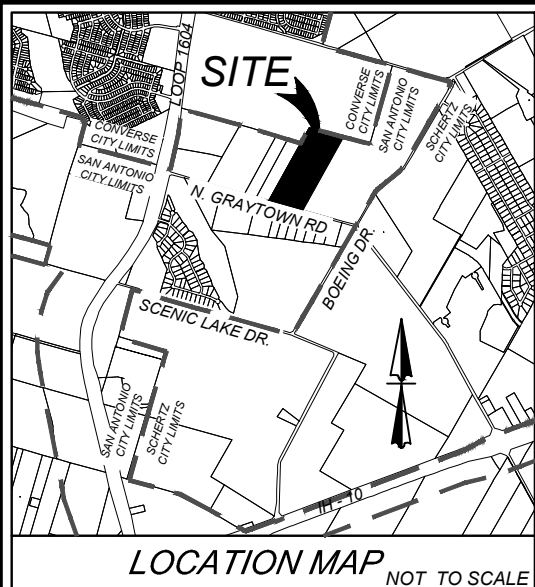 LOOP 1604
SITE
CONVERSE
CITY LIMITS
SAN ANTONIO
CITY LIMITS
SCHERTZ
CITY LIMITS
CONVERSE
CITY LIMITS
SAN ANTONIO
CITY LIMITS
N. GRAYTOWN RD
BOEING DR.
SCENIC LAKE DR.
SAN ANTONIO
CITY LIMITS
SCHERTZ
CITY LIMITS
IH - 10
LOCATION MAP
NOT TO SCALE